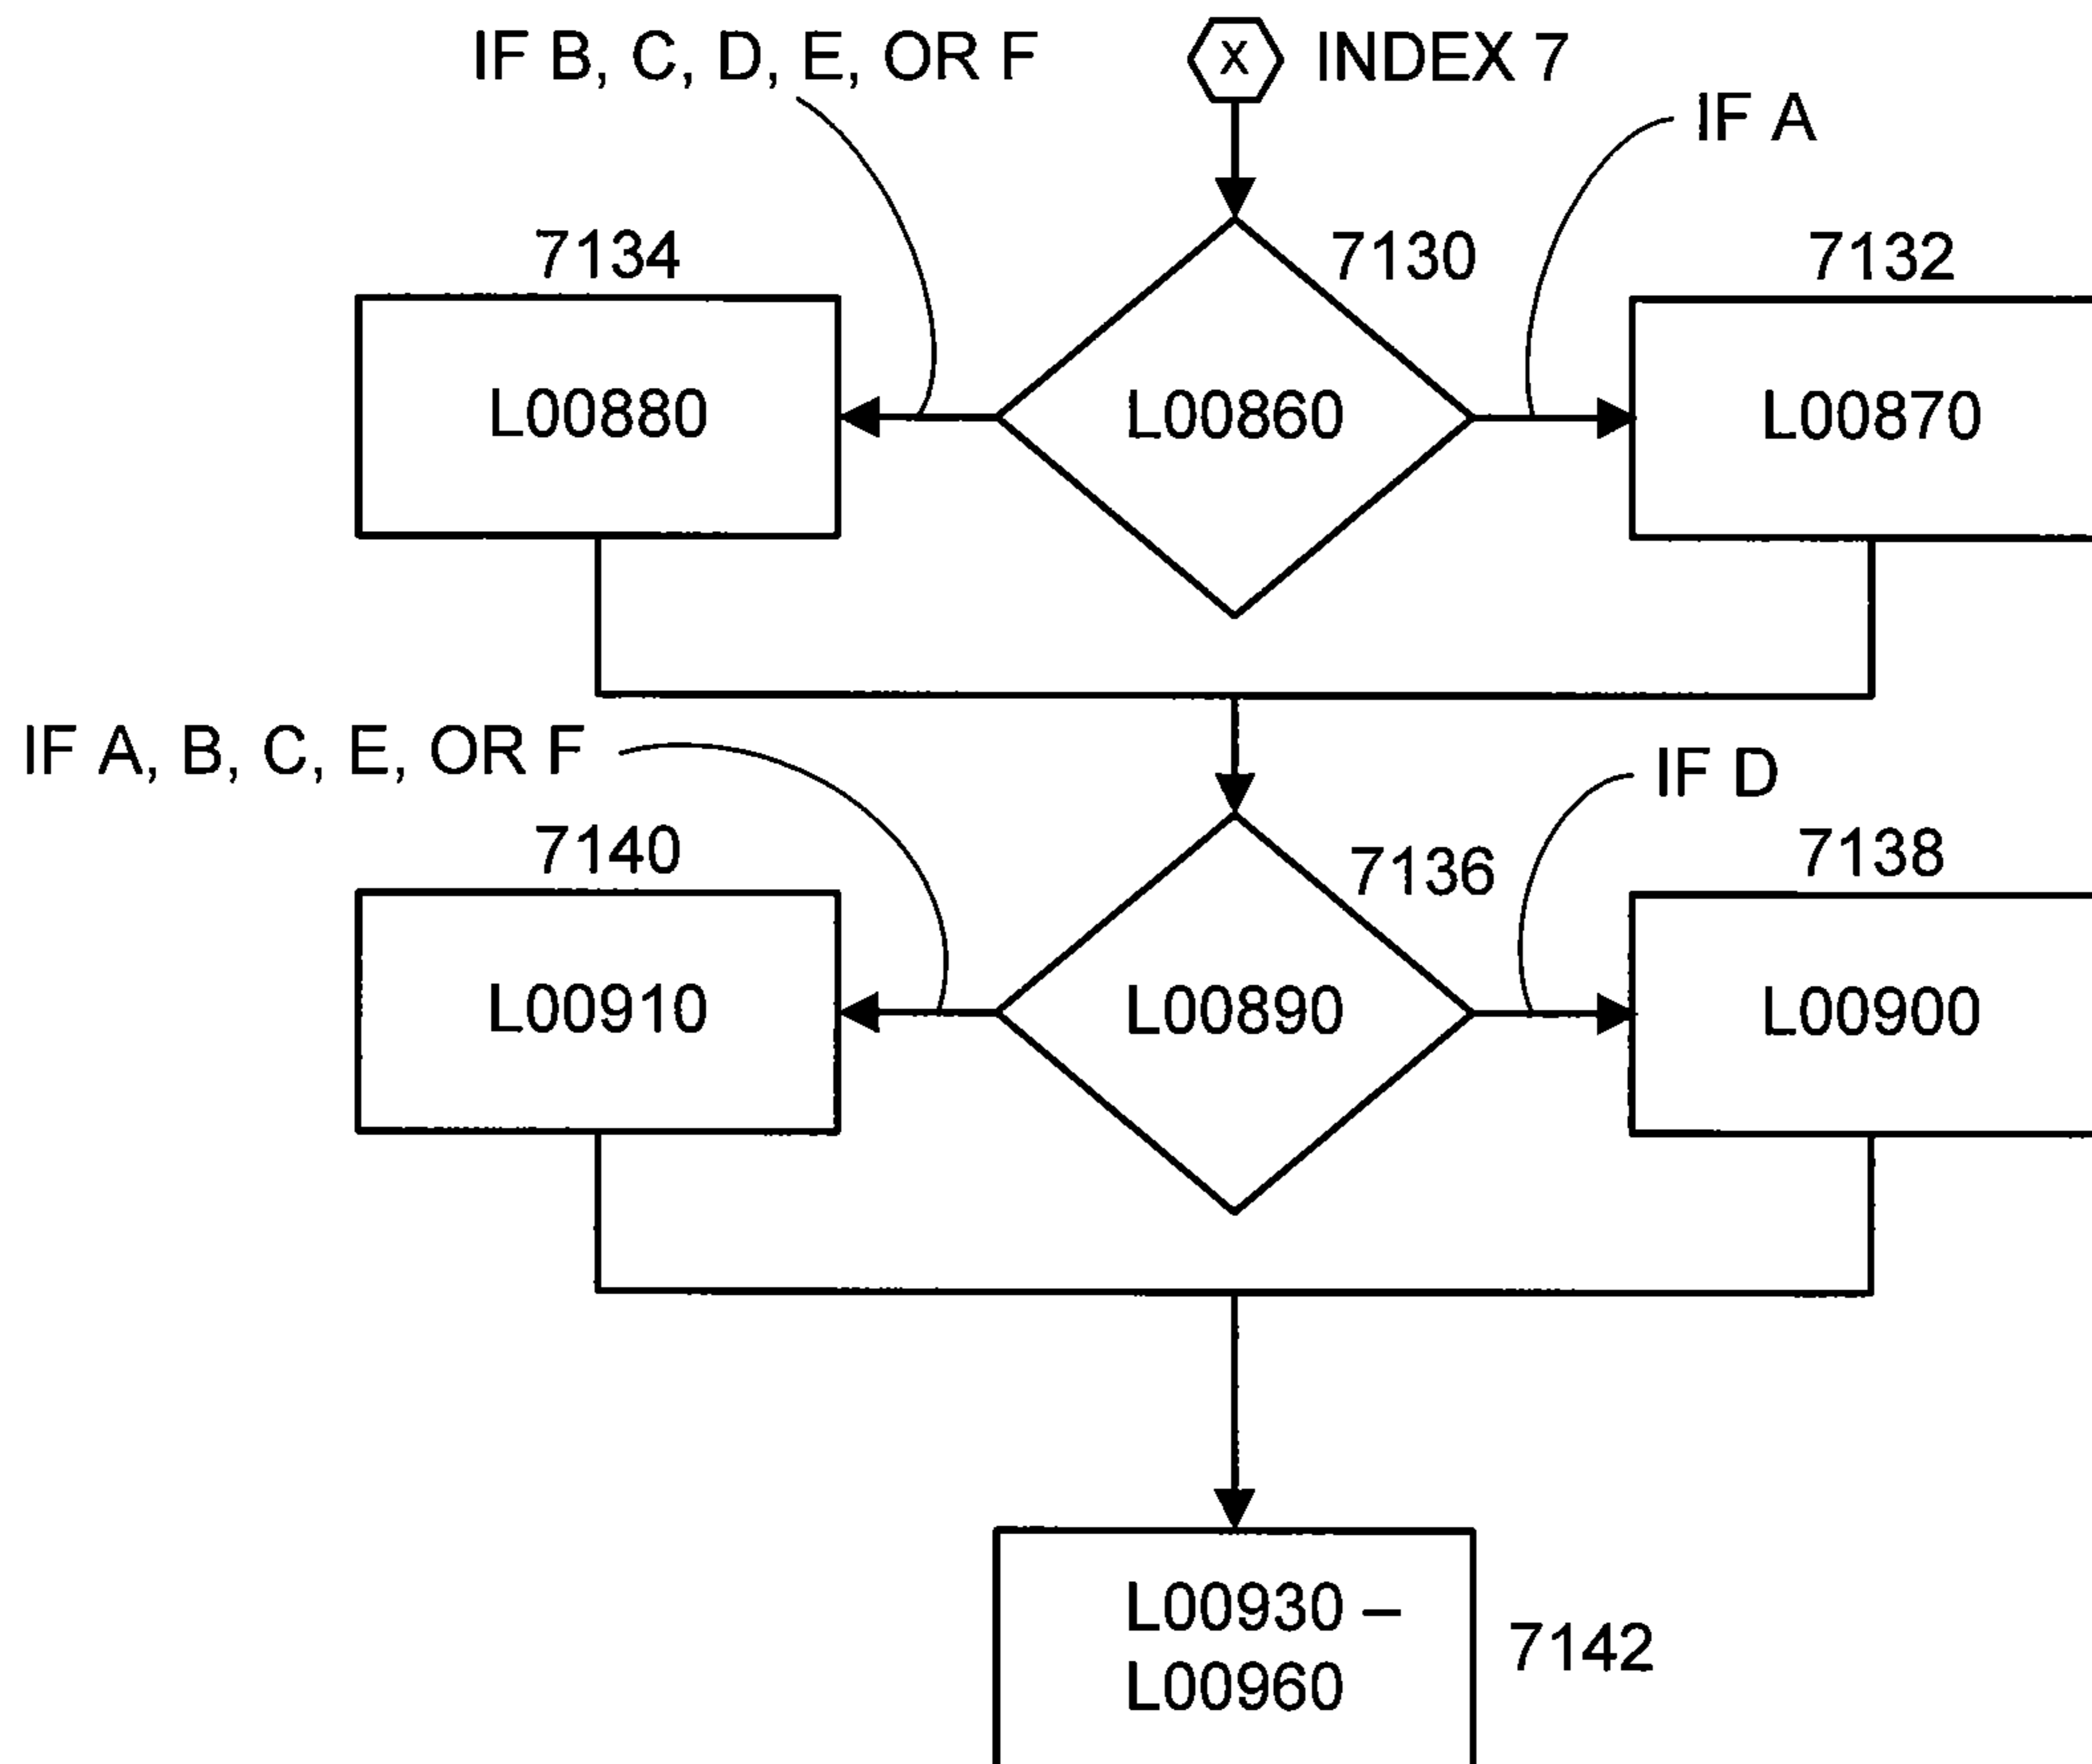 IF B, C, D, E, OR F
X
INDEX 7
IF A
7134
7130
7132
L00880
L00860
L00870
IF A, B, C, E, OR F
IF D
7140
7136
7138
L00910
L00890
L00900
L00930 –
L00960
7142